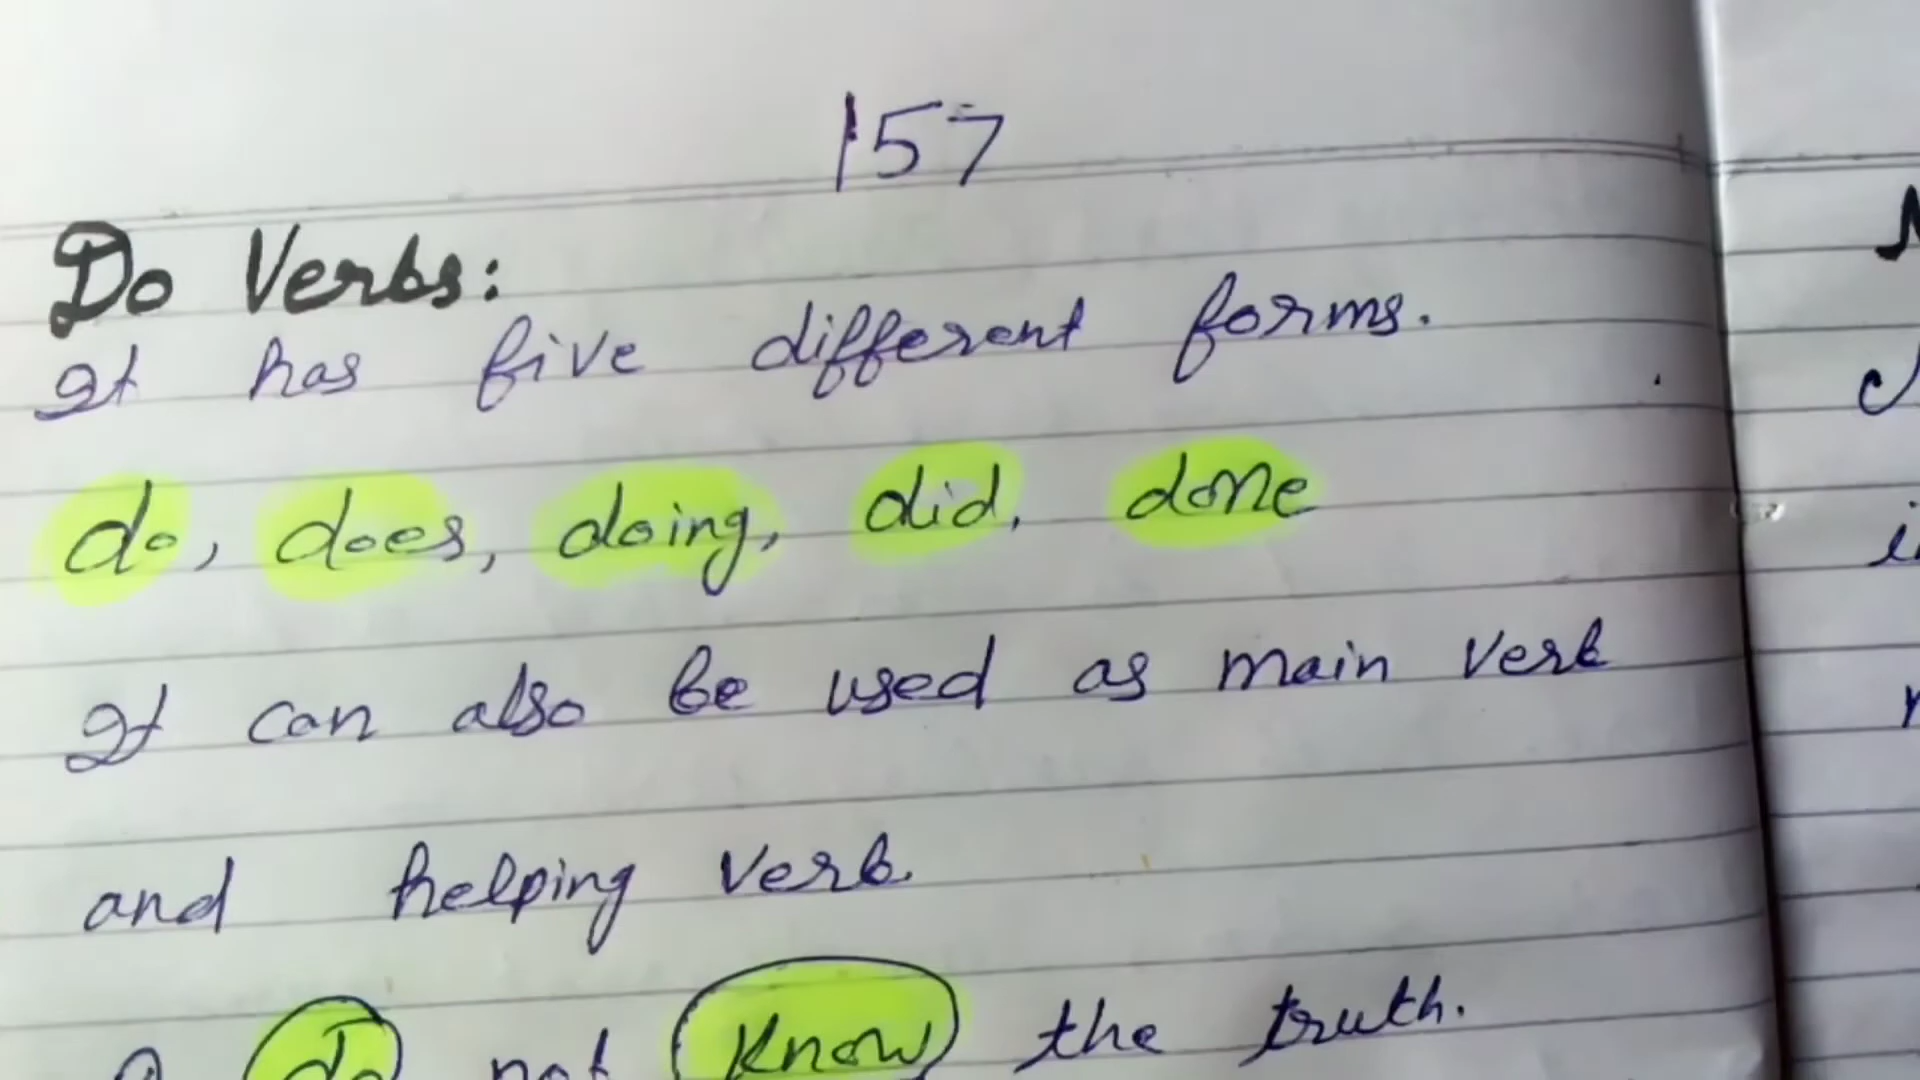 157
Do Verbs:
It has five different forms.
do, does, doing, did, done
It can also be used as main verb
and helping verb.
I do not know the truth.